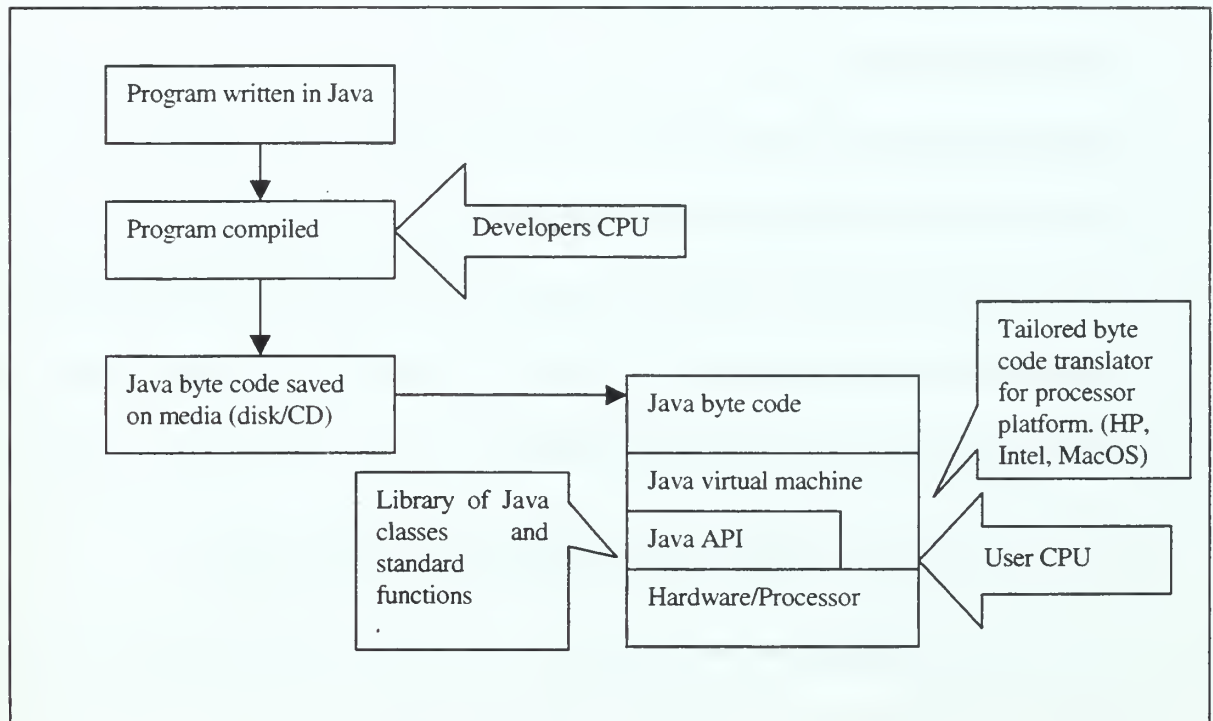 Program written in Java
Program compiled
Developers CPU
Java byte code saved
on media (disk/CD)
Java byte code
Java virtual machine
Java API
Hardware/Processor
Library of Java
classes and
standard
functions
.
Tailored byte
code translator
for processor
platform. (HP,
Intel, MacOS)
User CPU